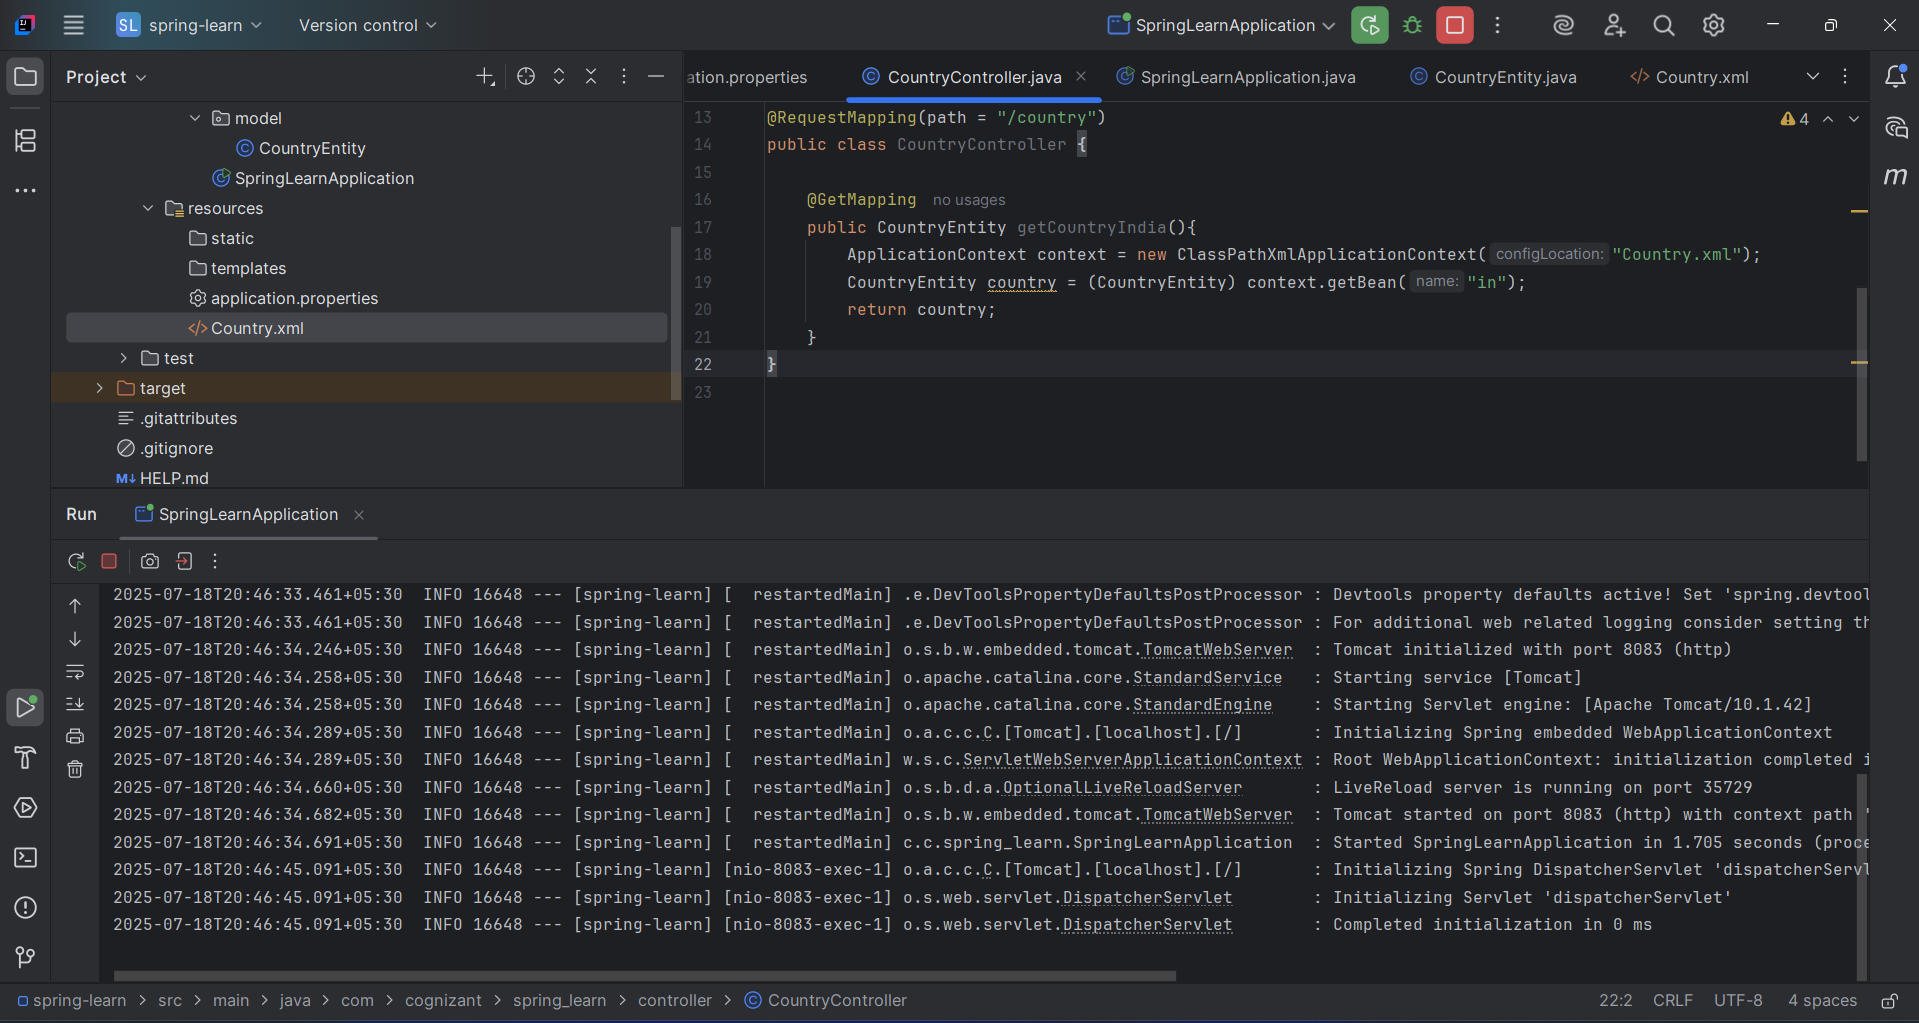 SL spring-learn Version control SpringLearnApplication
Project
model
CountryEntity
SpringLearnApplication
resources
static
templates
application.properties
Country.xml
test
target
.gitattributes
.gitignore
M↓ HELP.md
ation.properties CountryController.java SpringLearnApplication.java CountryEntity.java </> Country.xml
4
13 @RequestMapping(path = "/country")
14 public class CountryController {
15
16 @GetMapping no usages
17 public CountryEntity getCountryIndia(){
18 ApplicationContext context = new ClassPathXmlApplicationContext( configLocation: "Country.xml");
19 CountryEntity country = (CountryEntity) context.getBean( name: "in");
20 return country;
21 }
22 }
23
Run SpringLearnApplication
2025-07-18T20:46:33.461+05:30 INFO 16648 --- [spring-learn] [ restartedMain] .e.DevToolsPropertyDefaultsPostProcessor : Devtools property defaults active! Set 'spring.devtool
2025-07-18T20:46:33.461+05:30 INFO 16648 --- [spring-learn] [ restartedMain] .e.DevToolsPropertyDefaultsPostProcessor : For additional web related logging consider setting th
2025-07-18T20:46:34.246+05:30 INFO 16648 --- [spring-learn] [ restartedMain] o.s.b.w.embedded.tomcat.TomcatWebServer : Tomcat initialized with port 8083 (http)
2025-07-18T20:46:34.258+05:30 INFO 16648 --- [spring-learn] [ restartedMain] o.apache.catalina.core.StandardService : Starting service [Tomcat]
2025-07-18T20:46:34.258+05:30 INFO 16648 --- [spring-learn] [ restartedMain] o.apache.catalina.core.StandardEngine : Starting Servlet engine: [Apache Tomcat/10.1.42]
2025-07-18T20:46:34.289+05:30 INFO 16648 --- [spring-learn] [ restartedMain] o.a.c.c.C.[Tomcat].[localhost].[/] : Initializing Spring embedded WebApplicationContext
2025-07-18T20:46:34.289+05:30 INFO 16648 --- [spring-learn] [ restartedMain] w.s.c.ServletWebServerApplicationContext : Root WebApplicationContext: initialization completed i
2025-07-18T20:46:34.660+05:30 INFO 16648 --- [spring-learn] [ restartedMain] o.s.b.d.a.OptionalLiveReloadServer : LiveReload server is running on port 35729
2025-07-18T20:46:34.682+05:30 INFO 16648 --- [spring-learn] [ restartedMain] o.s.b.w.embedded.tomcat.TomcatWebServer : Tomcat started on port 8083 (http) with context path '
2025-07-18T20:46:34.691+05:30 INFO 16648 --- [spring-learn] [ restartedMain] c.c.spring_learn.SpringLearnApplication : Started SpringLearnApplication in 1.705 seconds (proce
2025-07-18T20:46:45.091+05:30 INFO 16648 --- [spring-learn] [nio-8083-exec-1] o.a.c.c.C.[Tomcat].[localhost].[/] : Initializing Spring DispatcherServlet 'dispatcherServl
2025-07-18T20:46:45.091+05:30 INFO 16648 --- [spring-learn] [nio-8083-exec-1] o.s.web.servlet.DispatcherServlet : Initializing Servlet 'dispatcherServlet'
2025-07-18T20:46:45.091+05:30 INFO 16648 --- [spring-learn] [nio-8083-exec-1] o.s.web.servlet.DispatcherServlet : Completed initialization in 0 ms
spring-learn > src > main > java > com > cognizant > spring_learn > controller > CountryController 22:2 CRLF UTF-8 4 spaces